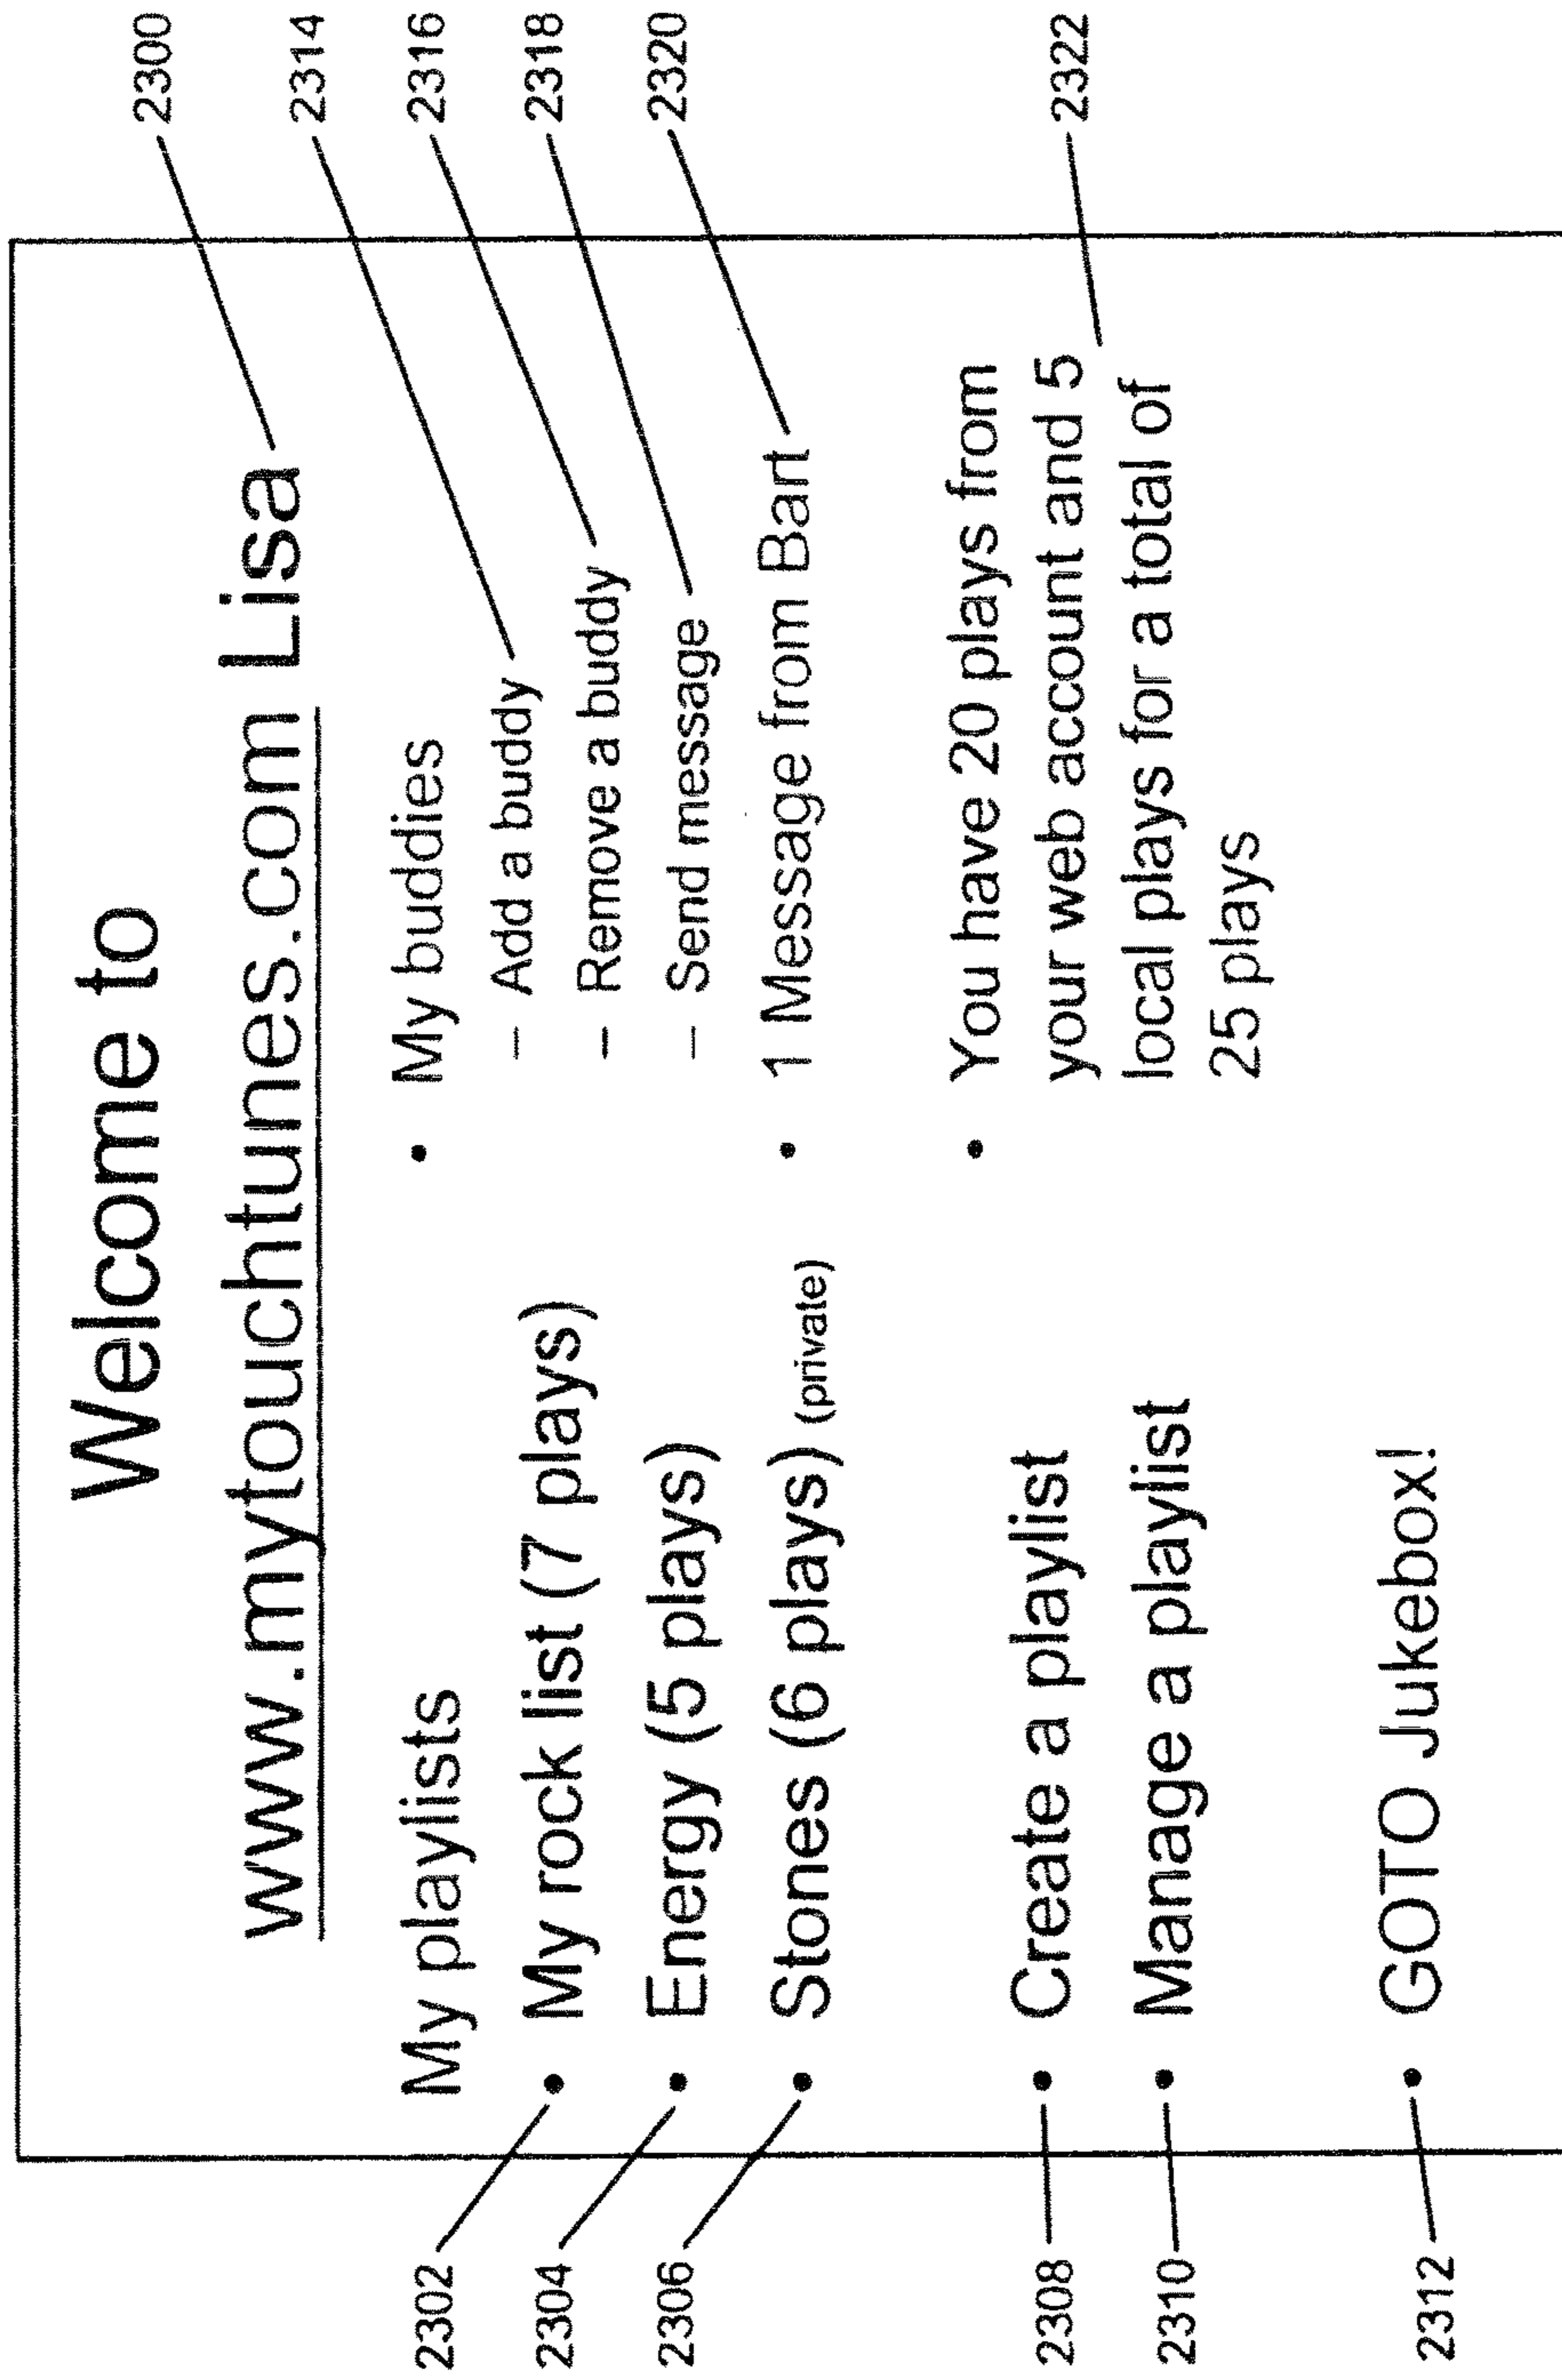 Welcome to
www.mytouchtunes.com Lisa
2300
My playlists
2302
• My rock list (7 plays)
2304
• Energy (5 plays)
2306
• Stones (6 plays) (private)
2308
• Create a playlist
2310
• Manage a playlist
2312
• GOTO Jukebox!
• My buddies
– Add a buddy
2314
– Remove a buddy
2316
– Send message
2318
• 1 Message from Bart
2320
• You have 20 plays from
your web account and 5
local plays for a total of
25 plays
2322